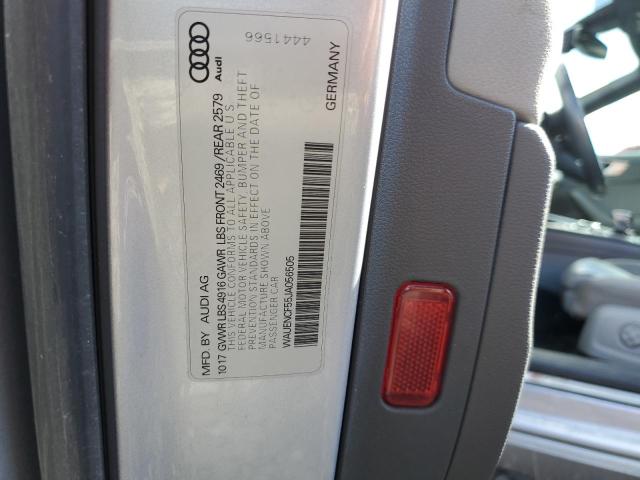 MFD. BY AUDI AG
10 17 GVWR LBS 4916 GAWR LBS FRONT 2469 / REAR 2579
THIS VEHICLE CONFORMS TO ALL APPLICABLE U S
FEDERAL MOTOR VEHICLE SAFETY, BUMPER AND THEFT
PREVENTION STANDARDS IN EFFECT ON THE DATE OF
MANUFACTURE SHOWN ABOVE
PASSENGER CAR
WAUENCF55JA056505
GERMANY
Audi
4441566